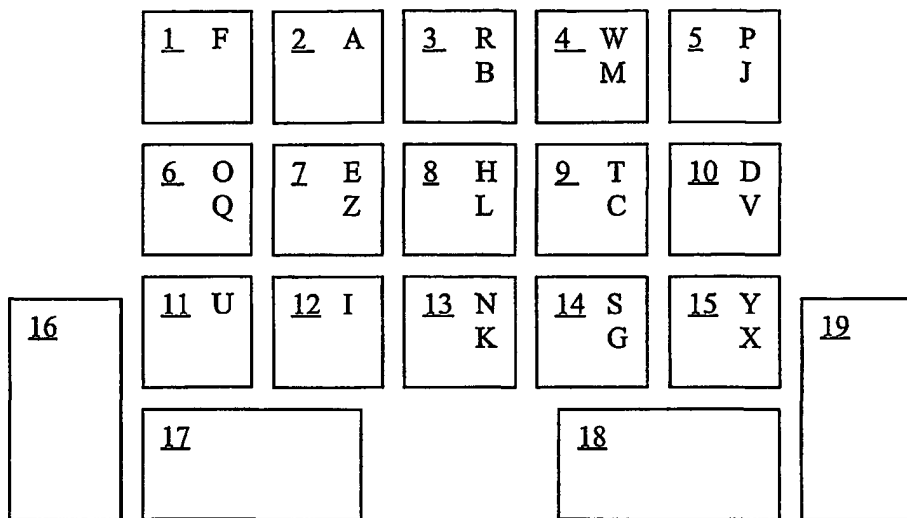 1 F 2 A 3 R 4 W 5 P
B M J
6 O 7 E 8 H 9 T 10 D
Q Z L C V
11 U 12 I 13 N 14 S 15 Y
16 K G X 19
17 18